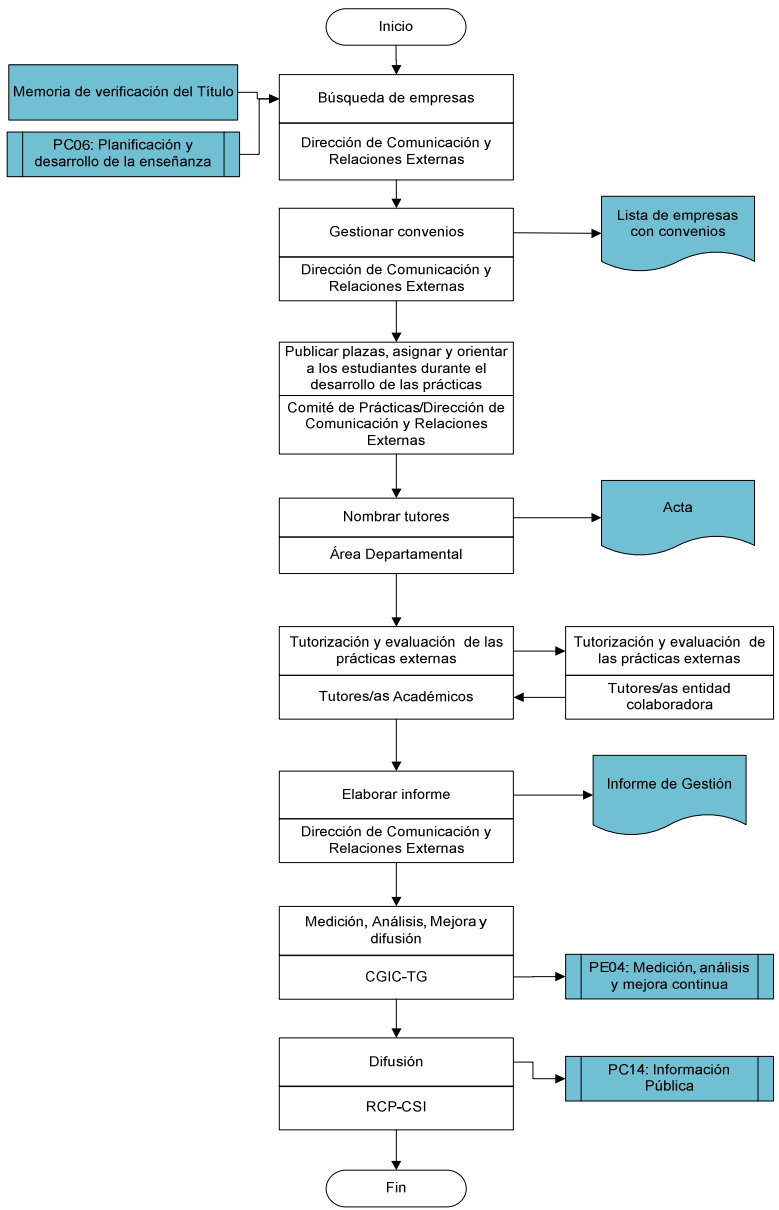 Inicio
Memoria de verificación del Título
PC06: Planificación y
desarrollo de la enseñanza
Búsqueda de empresas
Dirección de Comunicación y
Relaciones Externas
Gestionar convenios
Dirección de Comunicación y
Relaciones Externas
Lista de empresas
con convenios
Publicar plazas, asignar y orientar
a los estudiantes durante el
desarrollo de las prácticas
Comité de Prácticas/Dirección de
Comunicación y Relaciones
Externas
Nombrar tutores
Área Departamental
Acta
Tutorización y evaluación de las
prácticas externas
Tutores/as Académicos
Tutorización y evaluación de
las prácticas externas
Tutores/as entidad
colaboradora
Elaborar informe
Dirección de Comunicación y
Relaciones Externas
Informe de Gestión
Medición, Análisis, Mejora y
difusión
CGIC-TG
PE04: Medición, análisis
y mejora continua
Difusión
RCP-CSI
PC14: Información
Pública
Fin